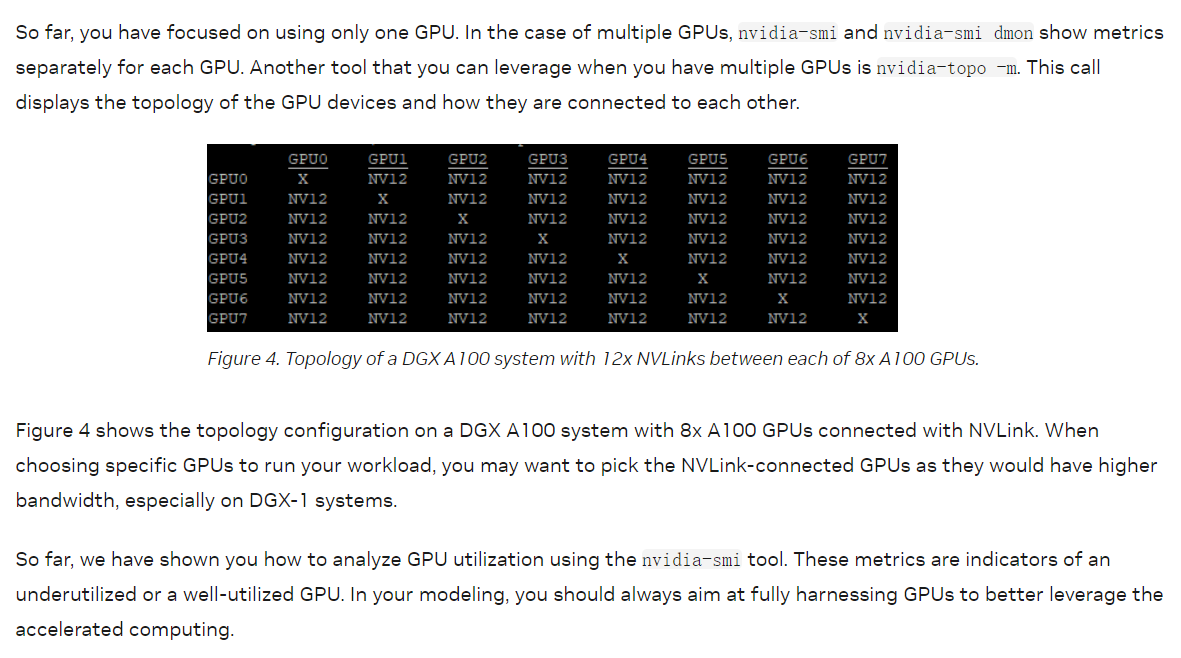 So far, you have focused on using only one GPU. In the case of multiple GPUs, nvidia-smi and nvidia-smi dmon show metrics
separately for each GPU. Another tool that you can leverage when you have multiple GPUs is nvidia-topo -m. This call
displays the topology of the GPU devices and how they are connected to each other.
GPU0 GPU1 GPU2 GPU3 GPU4 GPU5 GPU6 GPU7
GPU0 X NV12 NV12 NV12 NV12 NV12 NV12 NV12
GPU1 NV12 X NV12 NV12 NV12 NV12 NV12 NV12
GPU2 NV12 NV12 X NV12 NV12 NV12 NV12 NV12
GPU3 NV12 NV12 NV12 X NV12 NV12 NV12 NV12
GPU4 NV12 NV12 NV12 NV12 X NV12 NV12 NV12
GPU5 NV12 NV12 NV12 NV12 NV12 X NV12 NV12
GPU6 NV12 NV12 NV12 NV12 NV12 NV12 X NV12
GPU7 NV12 NV12 NV12 NV12 NV12 NV12 NV12 X
Figure 4. Topology of a DGX A100 system with 12x NVLinks between each of 8x A100 GPUs.
Figure 4 shows the topology configuration on a DGX A100 system with 8x A100 GPUs connected with NVLink. When
choosing specific GPUs to run your workload, you may want to pick the NVLink-connected GPUs as they would have higher
bandwidth, especially on DGX-1 systems.
So far, we have shown you how to analyze GPU utilization using the nvidia-smi tool. These metrics are indicators of an
underutilized or a well-utilized GPU. In your modeling, you should always aim at fully harnessing GPUs to better leverage the
accelerated computing.